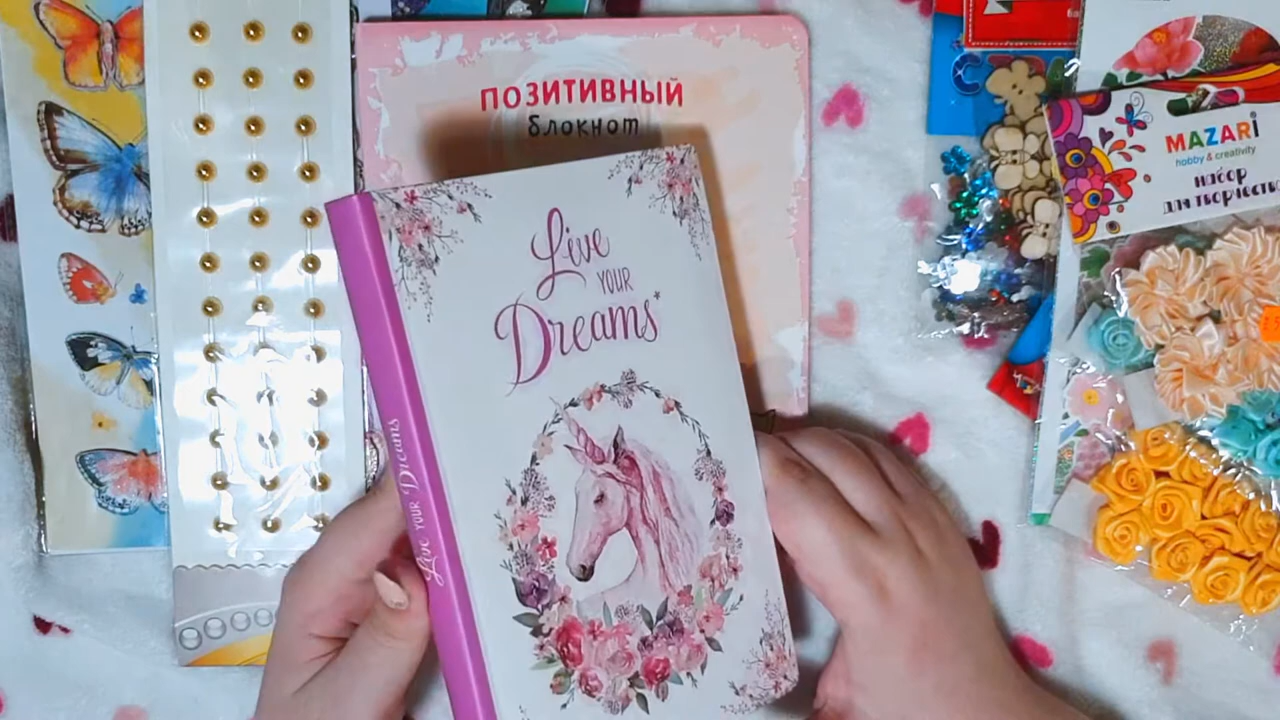 ПОЗИТИВНЫЙ
блокнот
Live
YOUR
Dreams*
Live YOUR Dreams
MAZARi
hobby & creativity
набор
для творчества